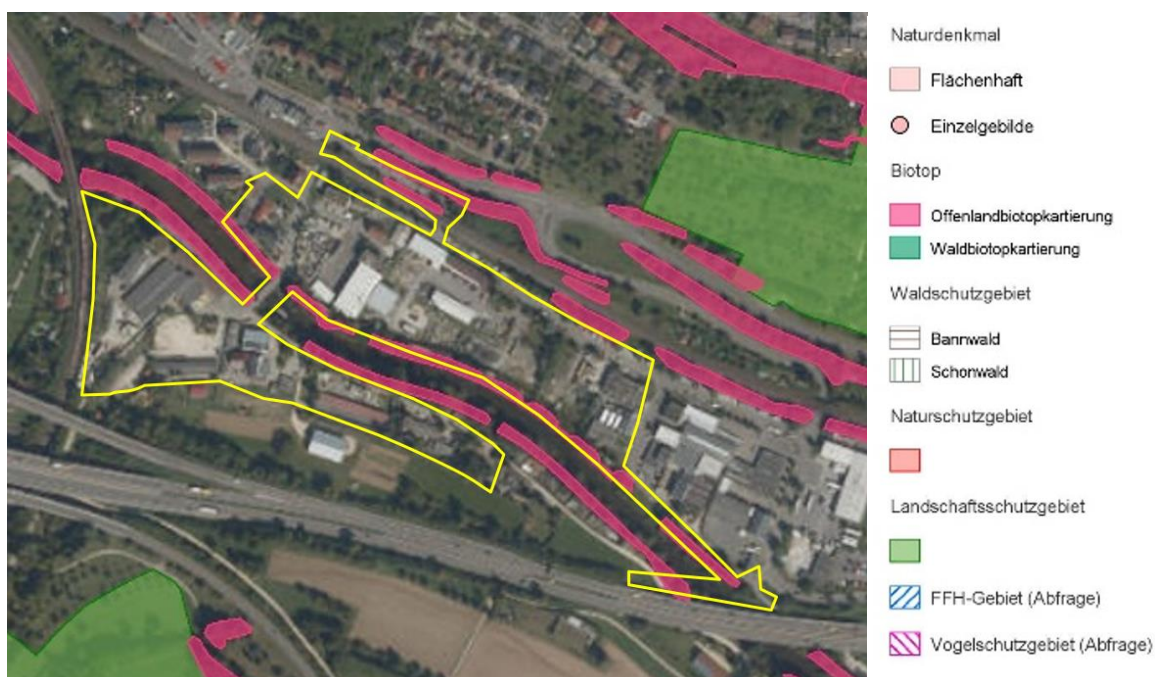 Naturdenkmal
Flächenhaft
Einzelgebilde
Biotop
Offenlandbiotopkartierung
Waldbiotopkartierung
Waldschutzgebiet
Bannwald
Schonwald
Naturschutzgebiet
Landschaftsschutzgebiet
FFH-Gebiet (Abfrage)
Vogelschutzgebiet (Abfrage)